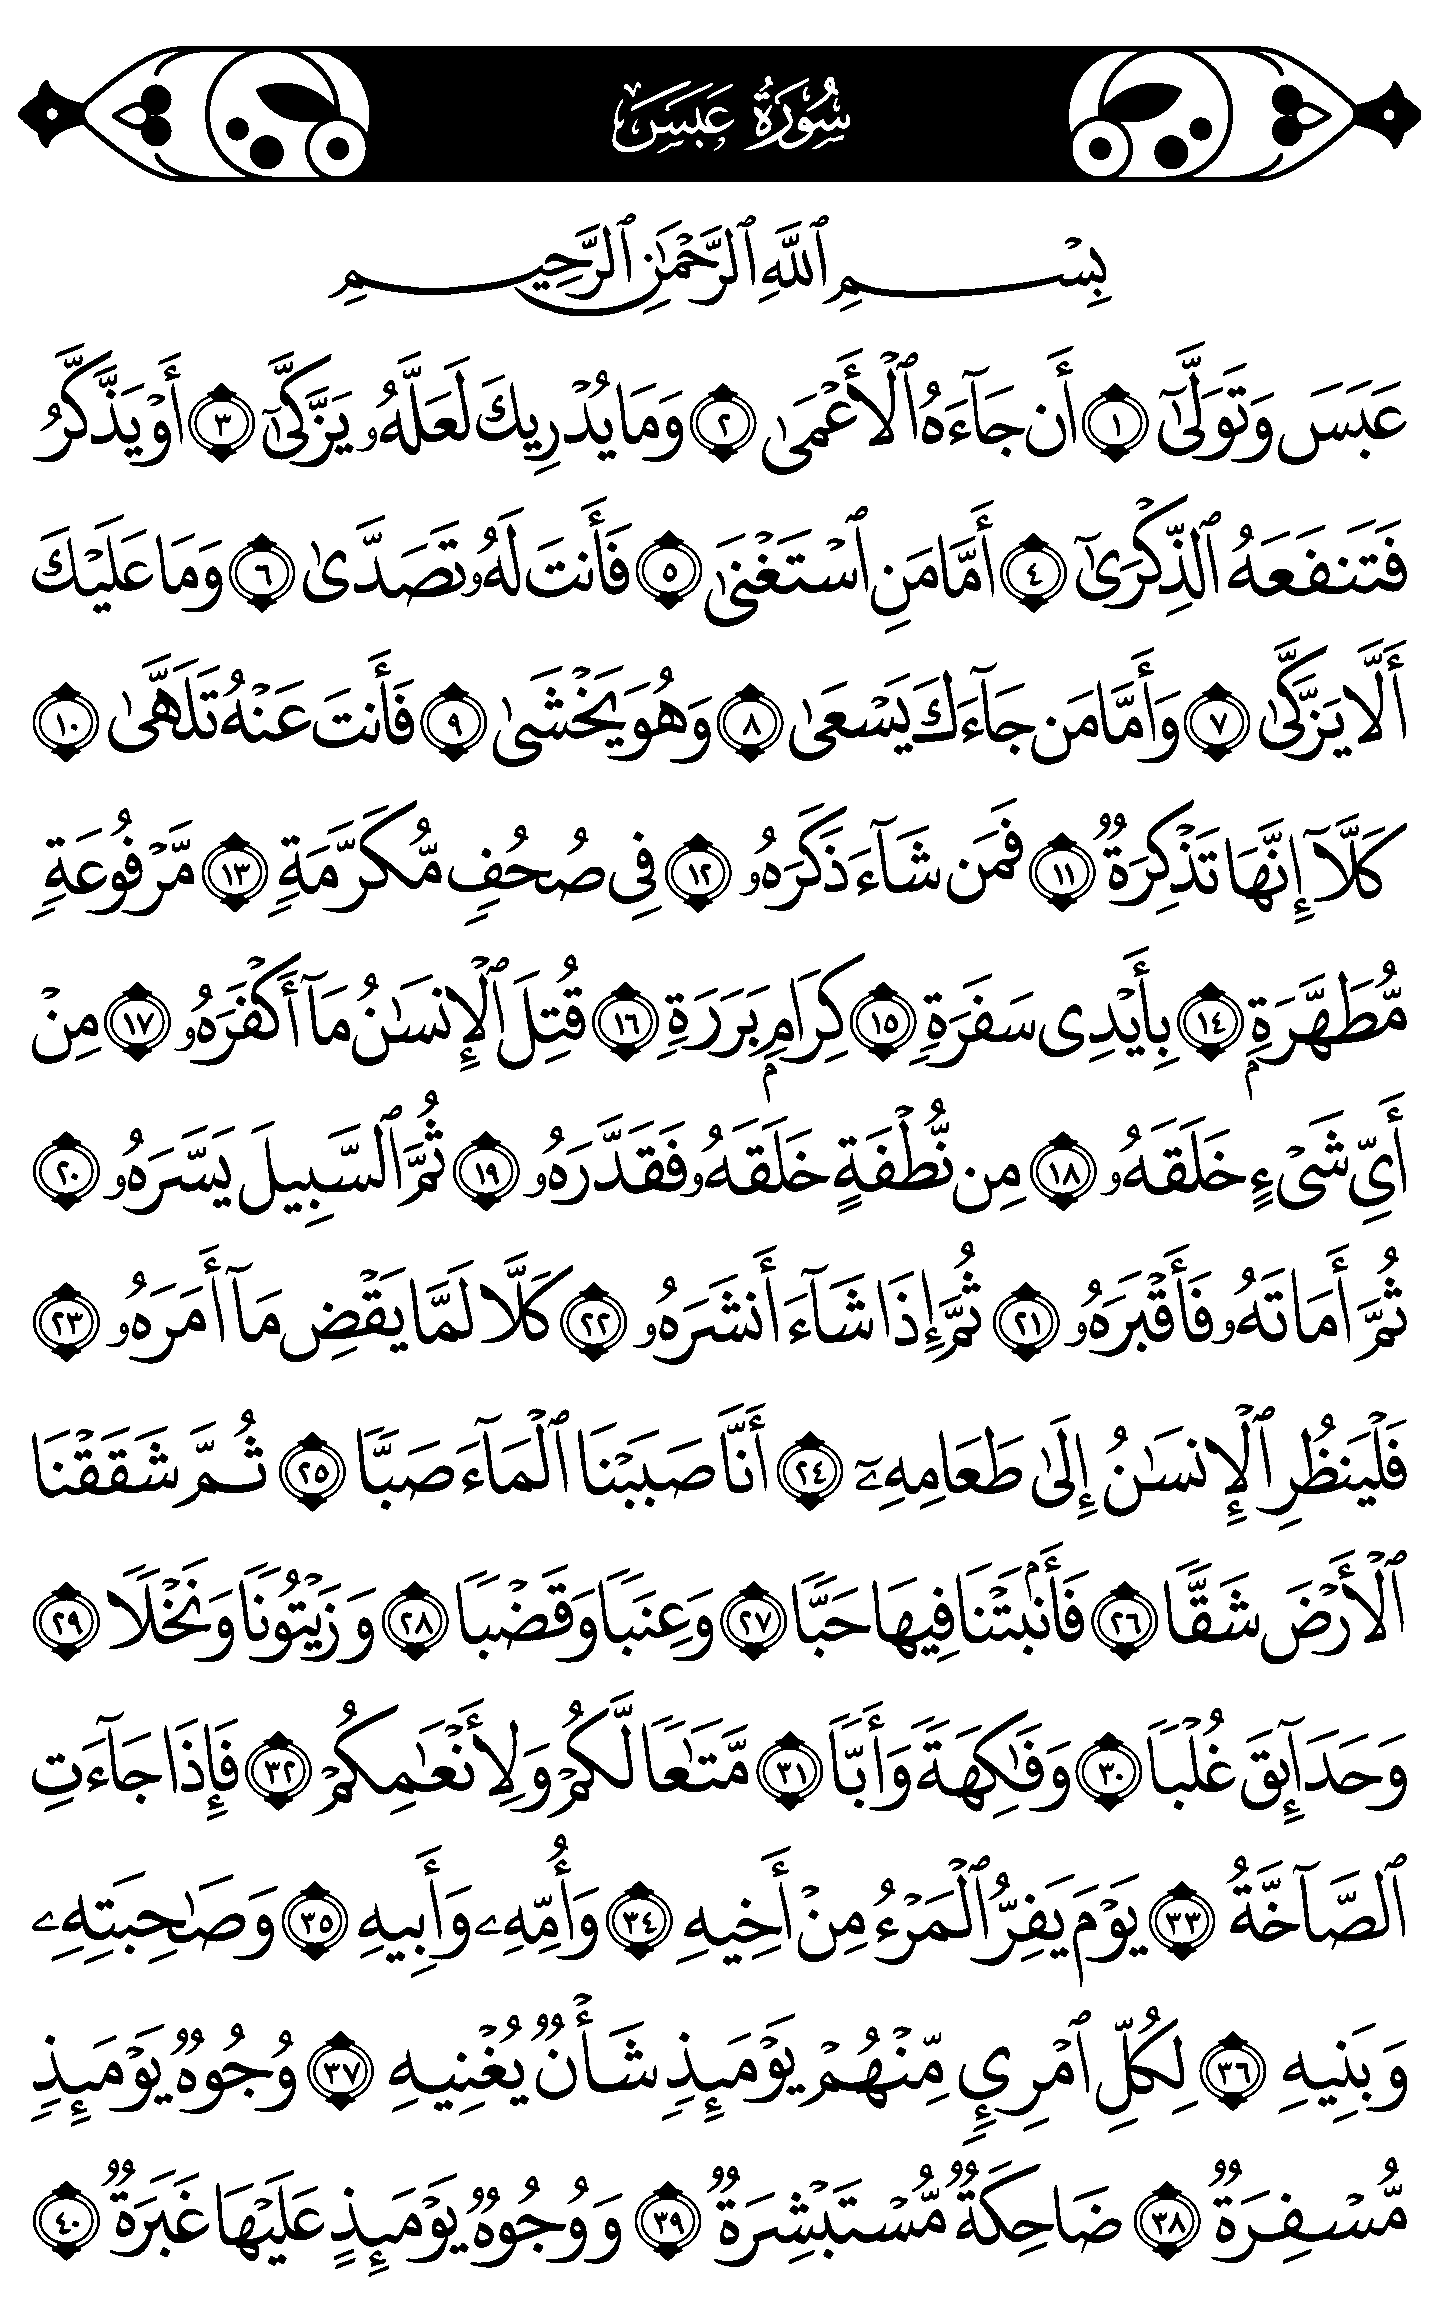 سُورَةُ عَبَسَ
بِسْمِ ٱللَّهِ ٱلرَّحْمَٰنِ ٱلرَّحِيمِ
عَبَسَ وَتَوَلَّىٰٓ ١ أَن جَآءَهُ ٱلْأَعْمَىٰ ٢ وَمَا يُدْرِيكَ لَعَلَّهُۥ يَزَّكَّىٰٓ ٣ أَوْ يَذَّكَّرُ
فَتَنفَعَهُ ٱلذِّكْرَىٰٓ ٤ أَمَّا مَنِ ٱسْتَغْنَىٰ ٥ فَأَنتَ لَهُۥ تَصَدَّىٰ ٦ وَمَا عَلَيْكَ
أَلَّا يَزَّكَّىٰ ٧ وَأَمَّا مَن جَآءَكَ يَسْعَىٰ ٨ وَهُوَ يَخْشَىٰ ٩ فَأَنتَ عَنْهُ تَلَهَّىٰ ١٠
كَلَّآ إِنَّهَا تَذْكِرَةٌ ١١ فَمَن شَآءَ ذَكَرَهُۥ ١٢ فِى صُحُفٍ مُّكَرَّمَةٍ ١٣ مَّرْفُوعَةٍ
مُّطَهَّرَةٍۭ ١٤ بِأَيْدِى سَفَرَةٍ ١٥ كِرَامٍۭ بَرَرَةٍ ١٦ قُتِلَ ٱلْإِنسَٰنُ مَآ أَكْفَرَهُۥ ١٧ مِنْ
أَىِّ شَىْءٍ خَلَقَهُۥ ١٨ مِن نُّطْفَةٍ خَلَقَهُۥ فَقَدَّرَهُۥ ١٩ ثُمَّ ٱلسَّبِيلَ يَسَّرَهُۥ ٢٠
ثُمَّ أَمَاتَهُۥ فَأَقْبَرَهُۥ ٢١ ثُمَّ إِذَا شَآءَ أَنشَرَهُۥ ٢٢ كَلَّا لَمَّا يَقْضِ مَآ أَمَرَهُۥ ٢٣
فَلْيَنظُرِ ٱلْإِنسَٰنُ إِلَىٰ طَعَامِهِۦٓ ٢٤ أَنَّا صَبَبْنَا ٱلْمَآءَ صَبًّا ٢٥ ثُمَّ شَقَقْنَا
ٱلْأَرْضَ شَقًّا ٢٦ فَأَنۢبَتْنَا فِيهَا حَبًّا ٢٧ وَعِنَبًا وَقَضْبًا ٢٨ وَزَيْتُونًا وَنَخْلًا ٢٩
وَحَدَآئِقَ غُلْبًا ٣٠ وَفَٰكِهَةً وَأَبًّا ٣١ مَّتَٰعًا لَّكُمْ وَلِأَنْعَٰمِكُمْ ٣٢ فَإِذَا جَآءَتِ
ٱلصَّآخَّةُ ٣٣ يَوْمَ يَفِرُّ ٱلْمَرْءُ مِنْ أَخِيهِ ٣٤ وَأُمِّهِۦ وَأَبِيهِ ٣٥ وَصَٰحِبَتِهِۦ
وَبَنِيهِ ٣٦ لِكُلِّ ٱمْرِئٍ مِّنْهُمْ يَوْمَئِذٍ شَأْنٌ يُغْنِيهِ ٣٧ وُجُوهٌ يَوْمَئِذٍ
مُّسْفِرَةٌ ٣٨ ضَاحِكَةٌ مُّسْتَبْشِرَةٌ ٣٩ وَوُجُوهٌ يَوْمَئِذٍ عَلَيْهَا غَبَرَةٌ ٤٠